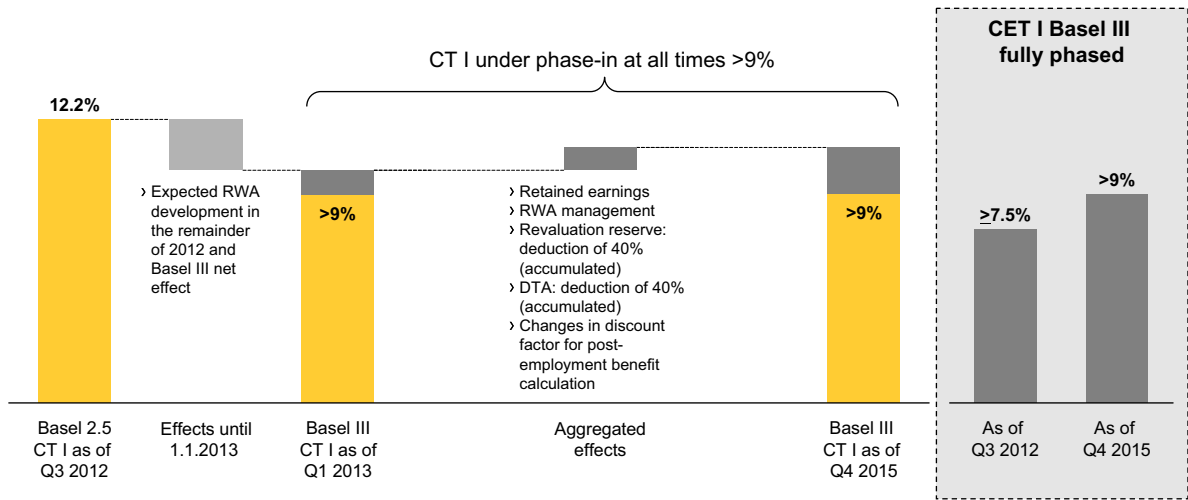 CT I under phase-in at all times >9%
12.2%
› Expected RWA
development in
the remainder
of 2012 and
Basel III net
effect
>9%
› Retained earnings
› RWA management
› Revaluation reserve:
deduction of 40%
(accumulated)
› DTA: deduction of 40%
(accumulated)
› Changes in discount
factor for post-
employment benefit
calculation
>9%
Basel 2.5
CT I as of
Q3 2012
Effects until
1.1.2013
Basel III
CT I as of
Q1 2013
Aggregated
effects
Basel III
CT I as of
Q4 2015
CET I Basel III
fully phased
≥7.5%
>9%
As of
Q3 2012
As of
Q4 2015